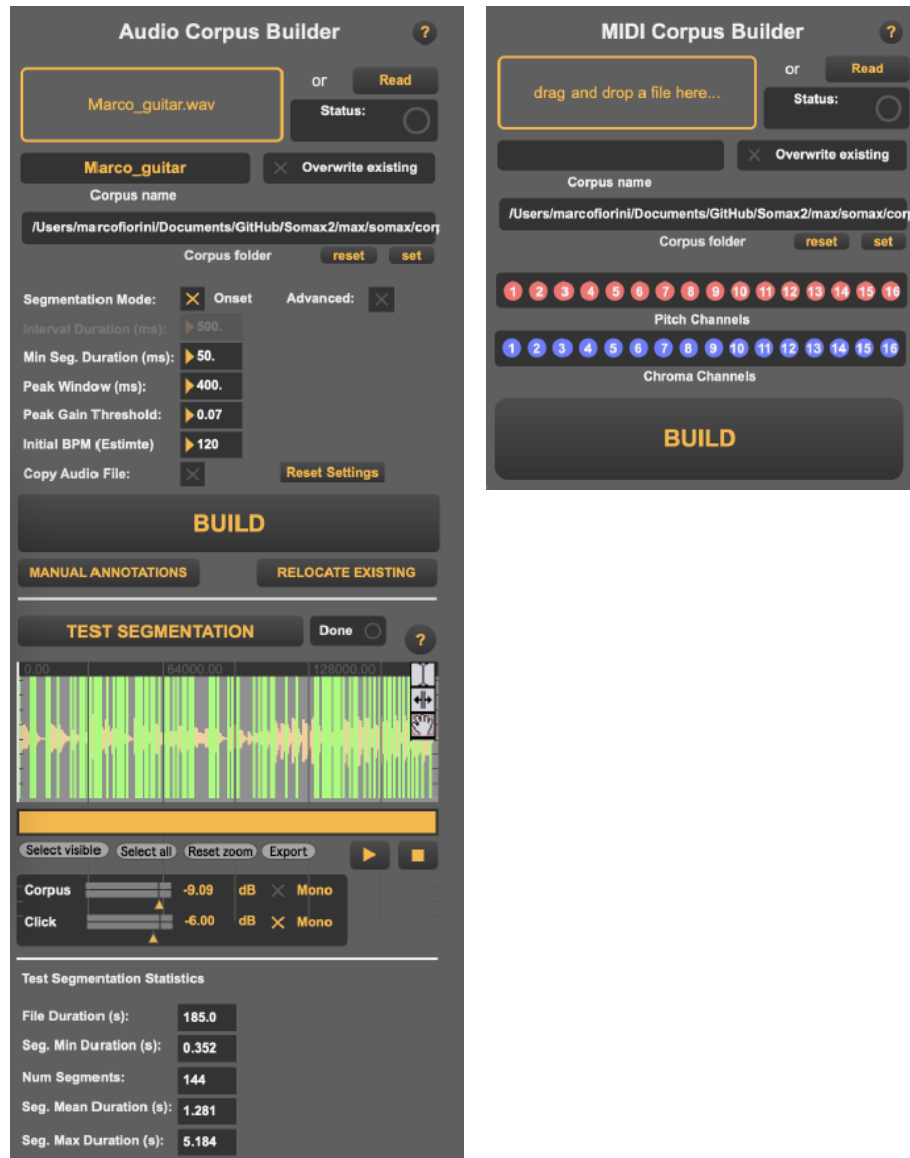 Audio Corpus Builder ?
Marco_guitar.wav
or Read
Status:
Marco_guitar
Overwrite existing
Corpus name
/Users/marcofiorini/Documents/GitHub/Somax2/max/somax/corp
Corpus folder reset set
Segmentation Mode: Onset Advanced:
Interval Duration (ms): 500.
Min Seg. Duration (ms): 50.
Peak Window (ms): 400.
Peak Gain Threshold: 0.07
Initial BPM (Estimte) 120
Copy Audio File: Reset Settings
BUILD
MANUAL ANNOTATIONS RELOCATE EXISTING
TEST SEGMENTATION Done ?
0.00 64000.00 128000.00
Select visible Select all Reset zoom Export
Corpus -9.09 dB Mono
Click -6.00 dB Mono
Test Segmentation Statistics
File Duration (s): 185.0
Seg. Min Duration (s): 0.352
Num Segments: 144
Seg. Mean Duration (s): 1.281
Seg. Max Duration (s): 5.184
MIDI Corpus Builder ?
drag and drop a file here...
or Read
Status:
Overwrite existing
Corpus name
/Users/marcofiorini/Documents/GitHub/Somax2/max/somax/corp
Corpus folder reset set
1 2 3 4 5 6 7 8 9 10 11 12 13 14 15 16
Pitch Channels
1 2 3 4 5 6 7 8 9 10 11 12 13 14 15 16
Chroma Channels
BUILD